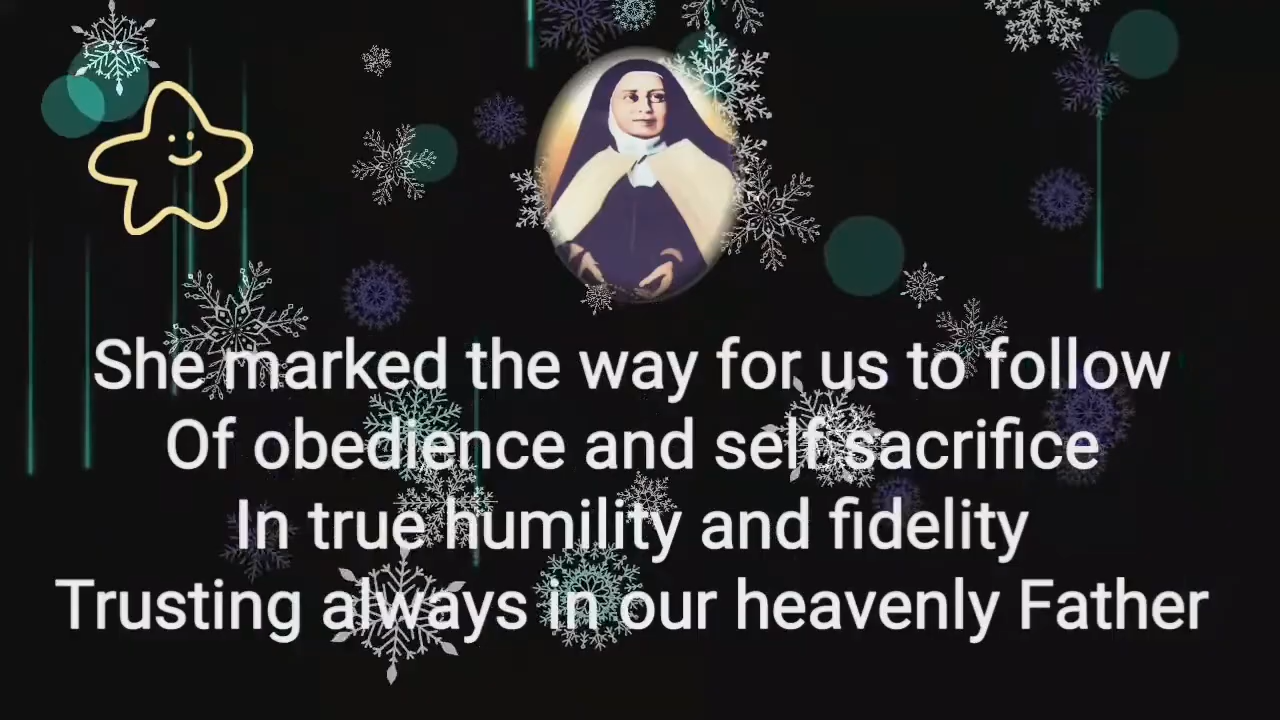 She marked the way for us to follow
Of obedience and self sacrifice
In true humility and fidelity
Trusting always in our heavenly Father